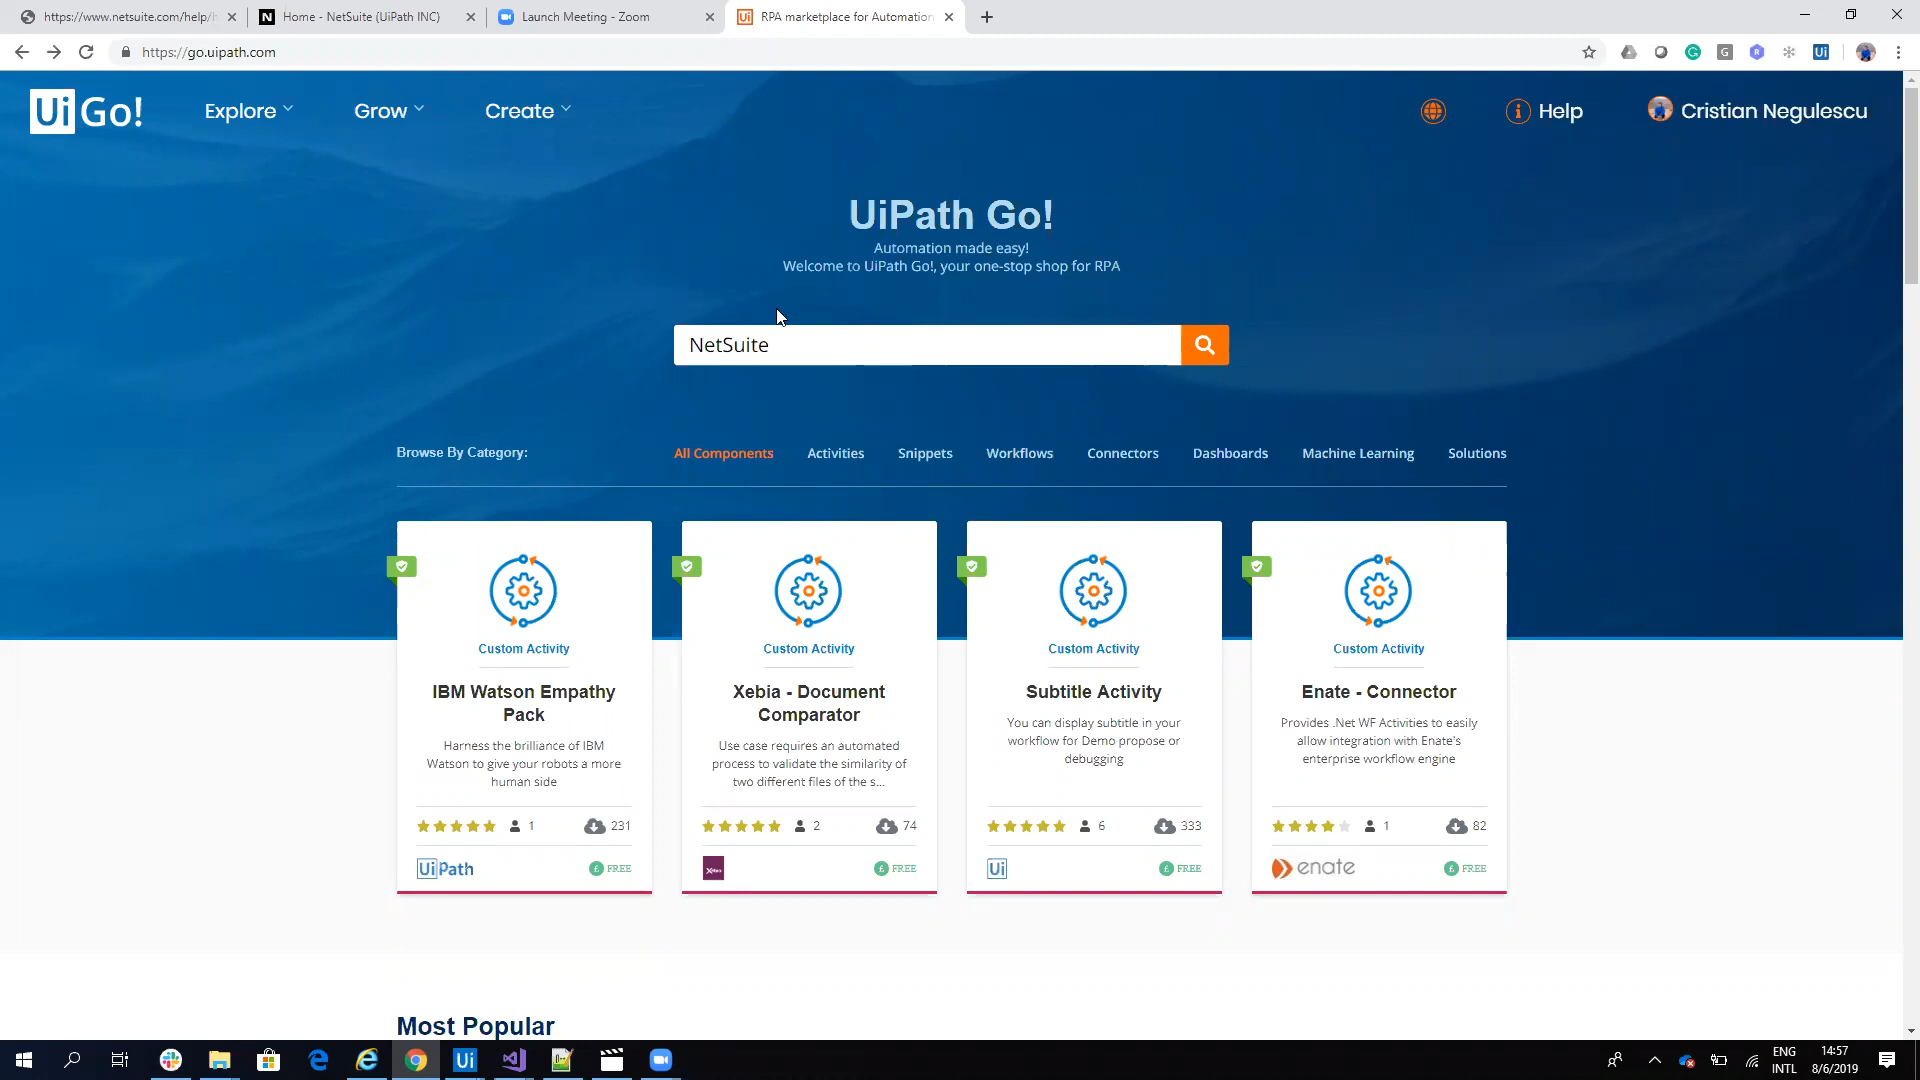 https://www.netsuite.com/help/h
Home - NetSuite (UiPath INC)
Launch Meeting - Zoom
RPA marketplace for Automation
https://go.uipath.com
Ui Go!
Explore
Grow
Create
Help
Cristian Negulescu
UiPath Go!
Automation made easy!
Welcome to UiPath Go!, your one-stop shop for RPA
NetSuite
Browse By Category:
All Components
Activities
Snippets
Workflows
Connectors
Dashboards
Machine Learning
Solutions
Custom Activity
IBM Watson Empathy
Pack
Harness the brilliance of IBM
Watson to give your robots a more
human side
1
231
UiPath
FREE
Custom Activity
Xebia - Document
Comparator
Use case requires an automated
process to validate the similarity of
two different files of the s...
2
74
FREE
Custom Activity
Subtitle Activity
You can display subtitle in your
workflow for Demo propose or
debugging
6
333
Ui
FREE
Custom Activity
Enate - Connector
Provides .Net WF Activities to easily
allow integration with Enate's
enterprise workflow engine
1
82
enate
FREE
Most Popular
Ui
ENG
INTL
14:57
8/6/2019